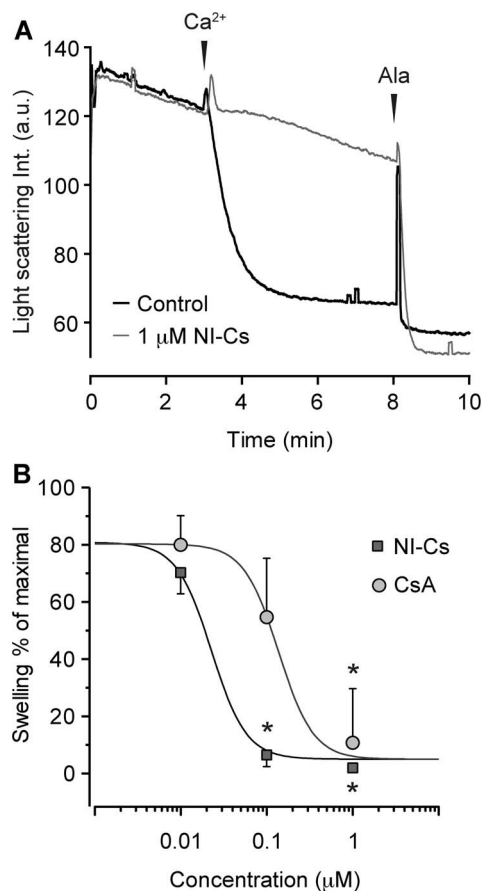 A
Ca²⁺
Ala
Light scattering Int. (a.u.)
140
120
100
80
60
Control
1 μM NI-Cs
0
2
4
6
8
10
Time (min)
B
Swelling % of maximal
100
80
60
40
20
0
NI-Cs
CsA
*
*
*
0.01
0.1
1
Concentration (μM)